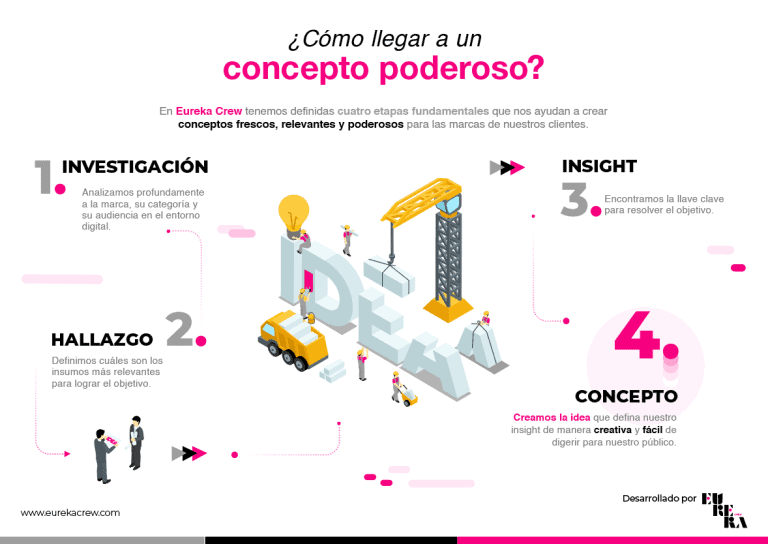 ¿Cómo llegar a un
concepto poderoso?
En Eureka Crew tenemos definidas cuatro etapas fundamentales que nos ayudan a crear
conceptos frescos, relevantes y poderosos para las marcas de nuestros clientes.
1.
INVESTIGACIÓN
Analizamos profundamente
a la marca, su categoría y
su audiencia en el entorno
digital.
HALLAZGO
2.
Definimos cuáles son los
insumos más relevantes
para lograr el objetivo.
IDEA
INSIGHT
3.
Encontramos la llave clave
para resolver el objetivo.
4.
CONCEPTO
Creamos la idea que defina nuestro
insight de manera creativa y fácil de
digerir para nuestro público.
www.eurekacrew.com
Desarrollado por
EU
RE
KA